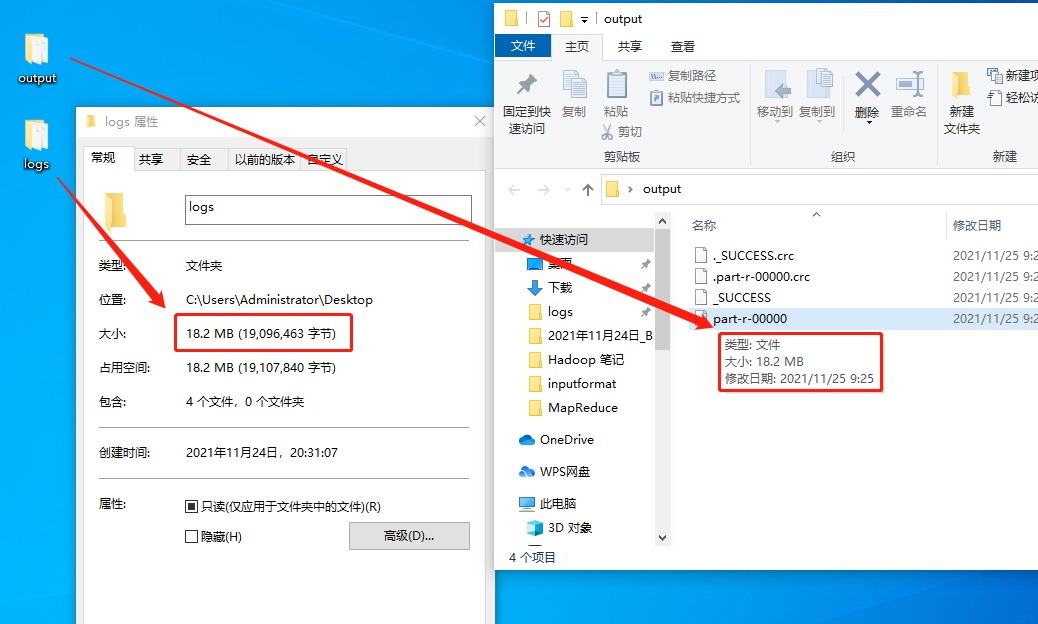 output
logs
logs 属性
常规 共享 安全 以前的版本 自定义
logs
类型: 文件夹
位置: C:\Users\Administrator\Desktop
大小: 18.2 MB (19,096,463 字节)
占用空间: 18.2 MB (19,107,840 字节)
包含: 4 个文件，0 个文件夹
创建时间: 2021年11月24日，20:31:07
属性: 只读(仅应用于文件夹中的文件)(R)
隐藏(H)
高级(D)...
output
文件 主页 共享 查看
固定到快
速访问
复制
粘贴
复制路径
粘贴快捷方式
剪切
剪贴板
移动到 复制到 删除 重命名
组织
新建
文件夹
新建项
轻松访
新建
output
快速访问
桌面
下载
logs
2021年11月24日_B
Hadoop 笔记
inputformat
MapReduce
OneDrive
WPS网盘
此电脑
3D 对象
4 个项目
名称 修改日期
._SUCCESS.crc 2021/11/25 9:2
.part-r-00000.crc 2021/11/25 9:2
_SUCCESS 2021/11/25 9:2
part-r-00000 2021/11/25 9:2
类型: 文件
大小: 18.2 MB
修改日期: 2021/11/25 9:25